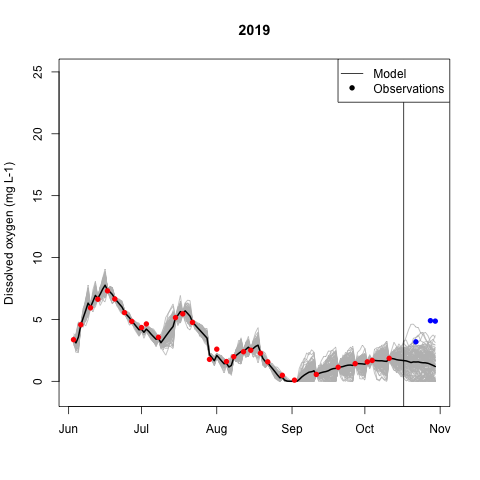 2019
Model
Observations
Dissolved oxygen (mg L-1)
25
20
15
10
5
0
Jun Jul Aug Sep Oct Nov